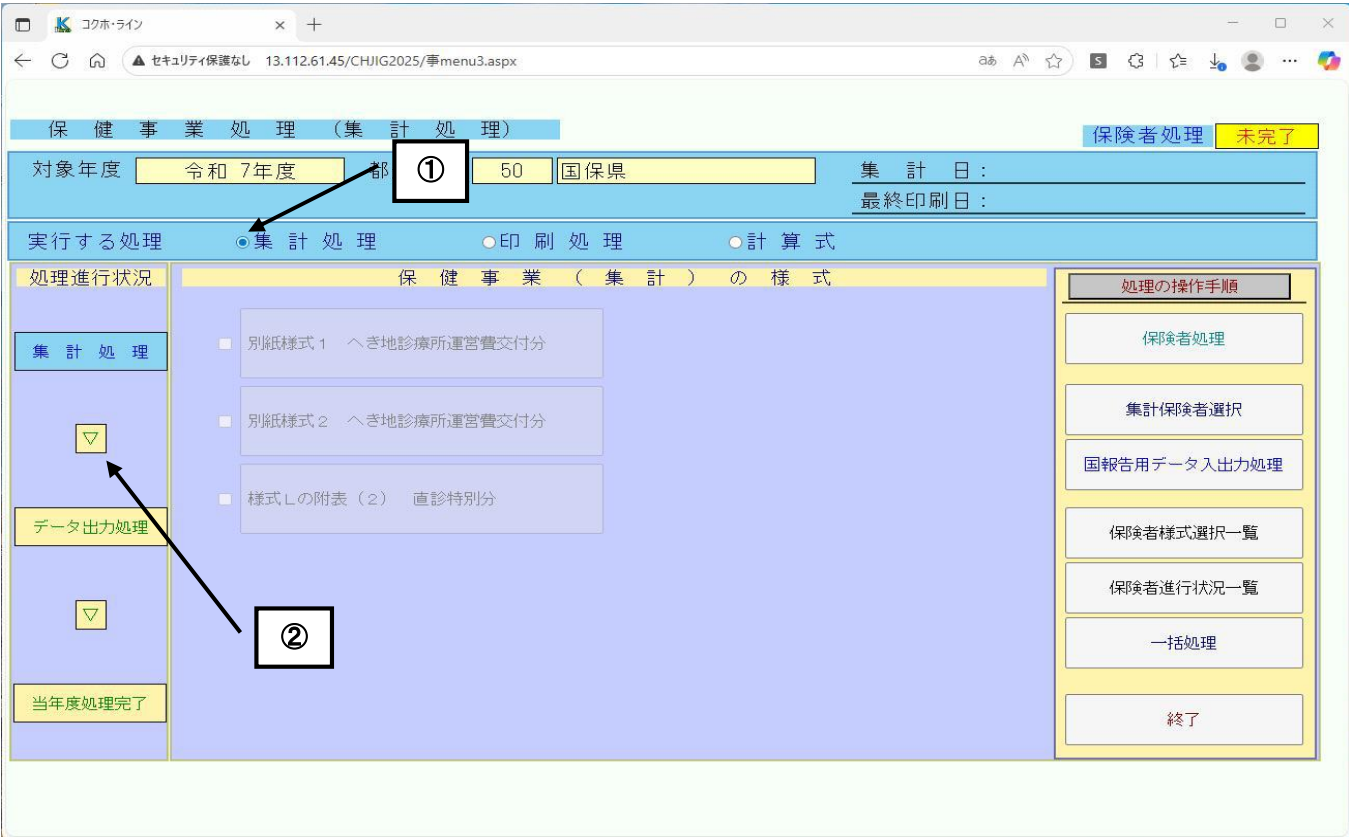 コクホ・ライン
セキュリティ保護なし 13.112.61.45/CHJIG2025/事menu3.aspx
保健事業処理(集計処理)
保険者処理 未完了
対象年度 令和 7年度 都 ① 50 国保県 集計日:
最終印刷日:
実行する処理 集計処理 印刷処理 計算式
処理進行状況
保健事業(集計)の様式
処理の操作手順
集計処理
▽
データ出力処理
▽
当年度処理完了
別紙様式1 へき地診療所運営費交付分
別紙様式2 へき地診療所運営費交付分
様式Lの附表(2) 直診特別分
②
保険者処理
集計保険者選択
国報告用データ入出力処理
保険者様式選択一覧
保険者進行状況一覧
一括処理
終了